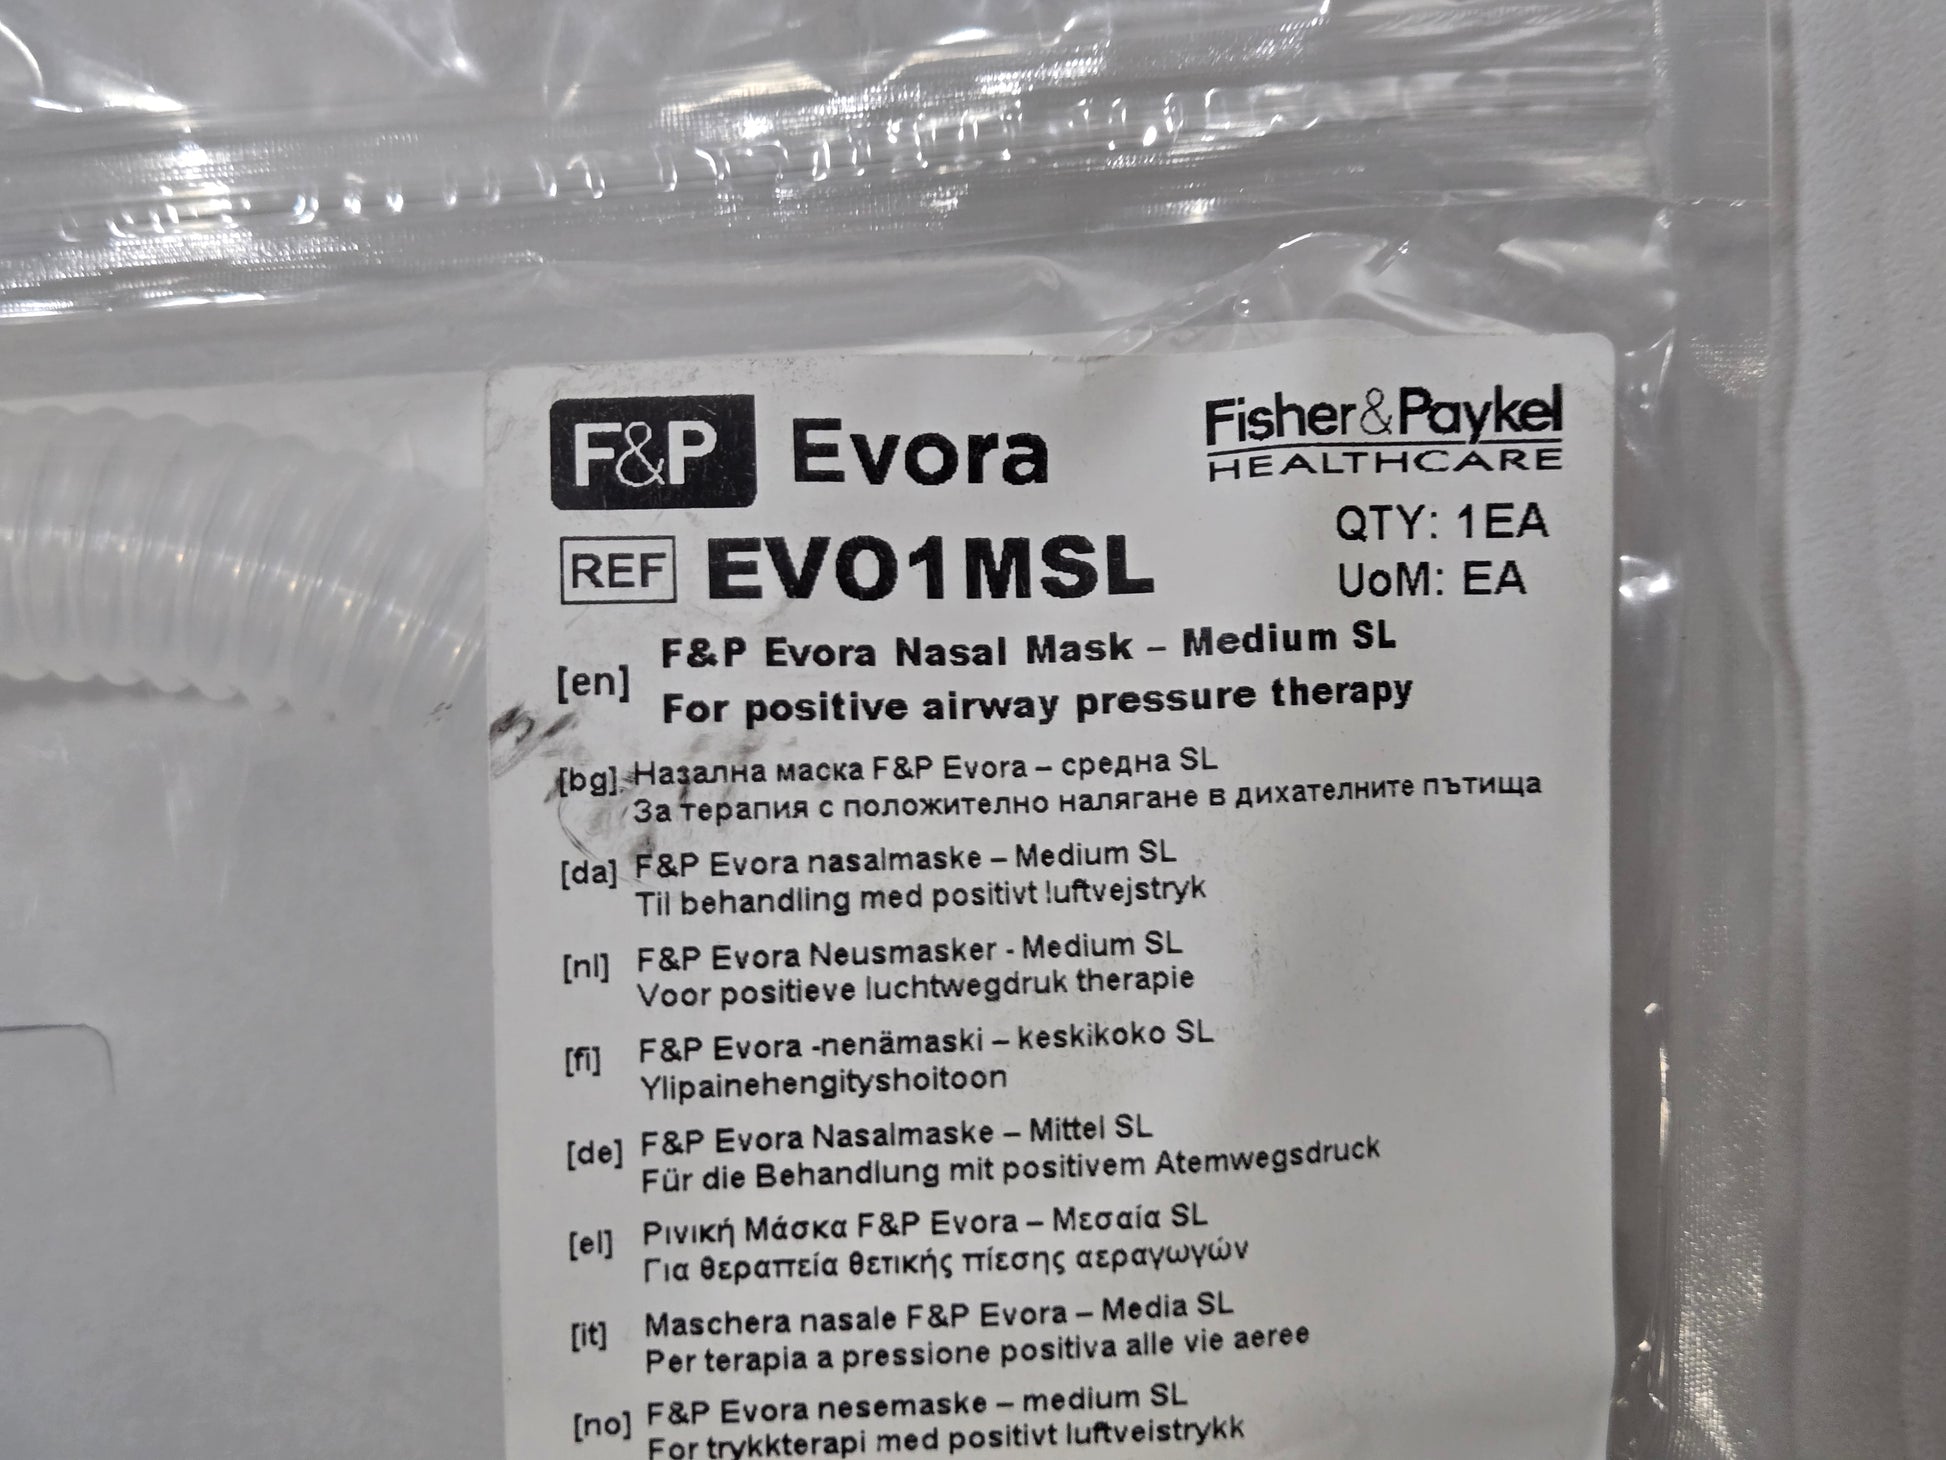 F&P Evora
Fisher&Paykel
HEALTHCARE
REF EVO1MSL
QTY: 1EA
UoM: EA
[en] F&P Evora Nasal Mask – Medium SL
For positive airway pressure therapy
[bg] Назална маска F&P Evora – средна SL
За терапия с положително налягане в дихателните пътища
[da] F&P Evora nasalmaske – Medium SL
Til behandling med positivt luftvejstryk
[nl] F&P Evora Neusmasker - Medium SL
Voor positieve luchtwegdruk therapie
[fi] F&P Evora -nenämaski – keskikoko SL
Ylipainehengityshoitoon
[de] F&P Evora Nasalmaske – Mittel SL
Für die Behandlung mit positivem Atemwegsdruck
[el] Ρινική Μάσκα F&P Evora – Μεσαία SL
Για θεραπεία θετικής πίεσης αεραγωγών
[it] Maschera nasale F&P Evora – Media SL
Per terapia a pressione positiva alle vie aeree
[no] F&P Evora nesemaske – medium SL
For trykkterapi med positivt luftveistrykk